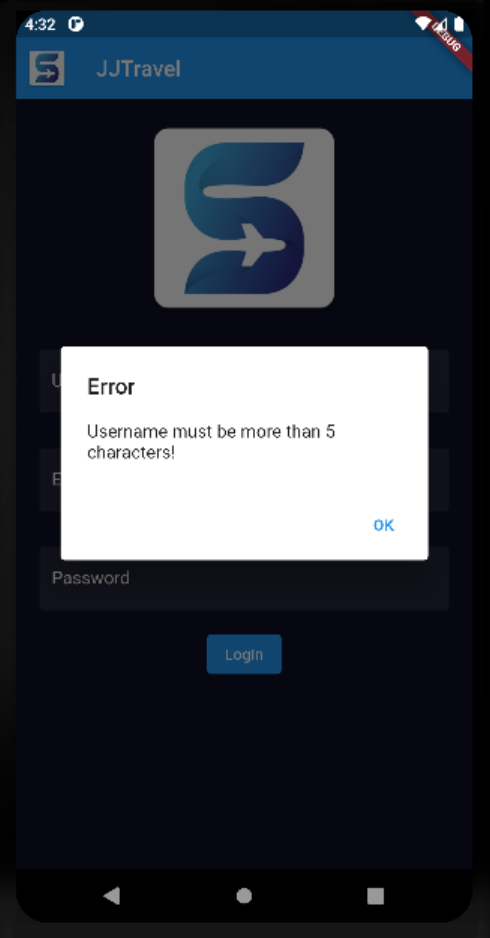 4:32
DEBUG
JJTravel
Error
Username must be more than 5
characters!
OK
U
E
Password
LogIn